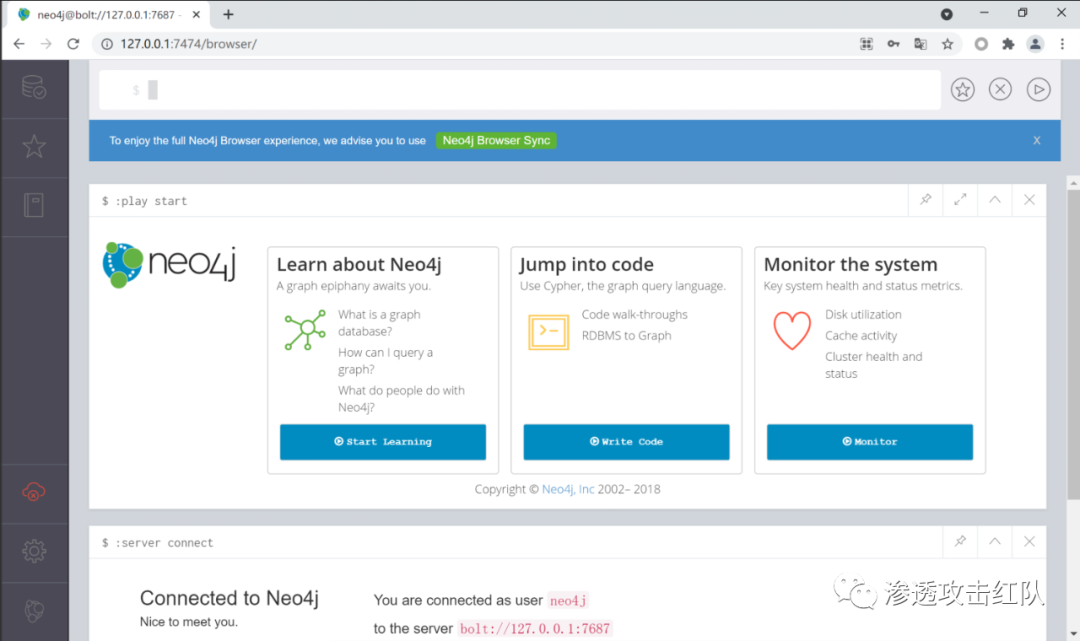 neo4j@bolt://127.0.0.1:7687 -
127.0.0.1:7474/browser/
$
To enjoy the full Neo4j Browser experience, we advise you to use Neo4j Browser Sync x
$ :play start
neo4j
Learn about Neo4j
A graph epiphany awaits you.
What is a graph
database?
How can I query a
graph?
What do people do with
Neo4j?
Start Learning
Jump into code
Use Cypher, the graph query language.
Code walk-throughs
RDBMS to Graph
Write Code
Monitor the system
Key system health and status metrics.
Disk utilization
Cache activity
Cluster health and
status
Monitor
Copyright © Neo4j, Inc 2002– 2018
$ :server connect
Connected to Neo4j
Nice to meet you.
You are connected as user neo4j
to the server bolt://127.0.0.1:7687
渗透攻击红队